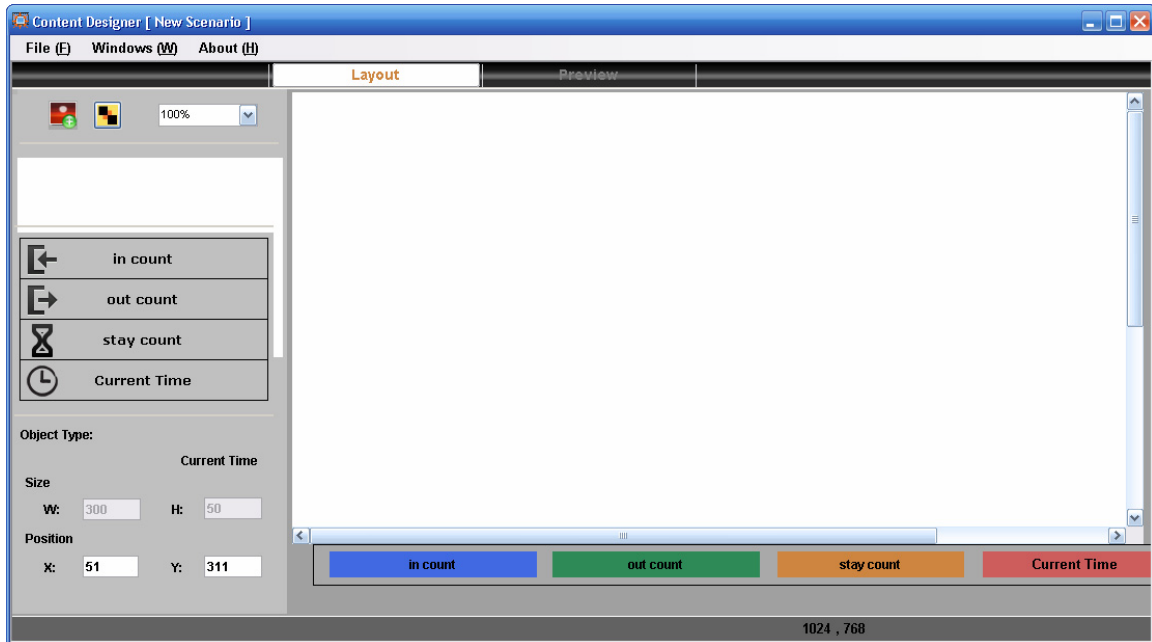 Content Designer [ New Scenario ]
File (F) Windows (W) About (H)
Layout Preview
100%
in count
out count
stay count
Current Time
Object Type:
Current Time
Size
W: 300 H: 50
Position
X: 51 Y: 311
in count out count stay count Current Time
1024 , 768